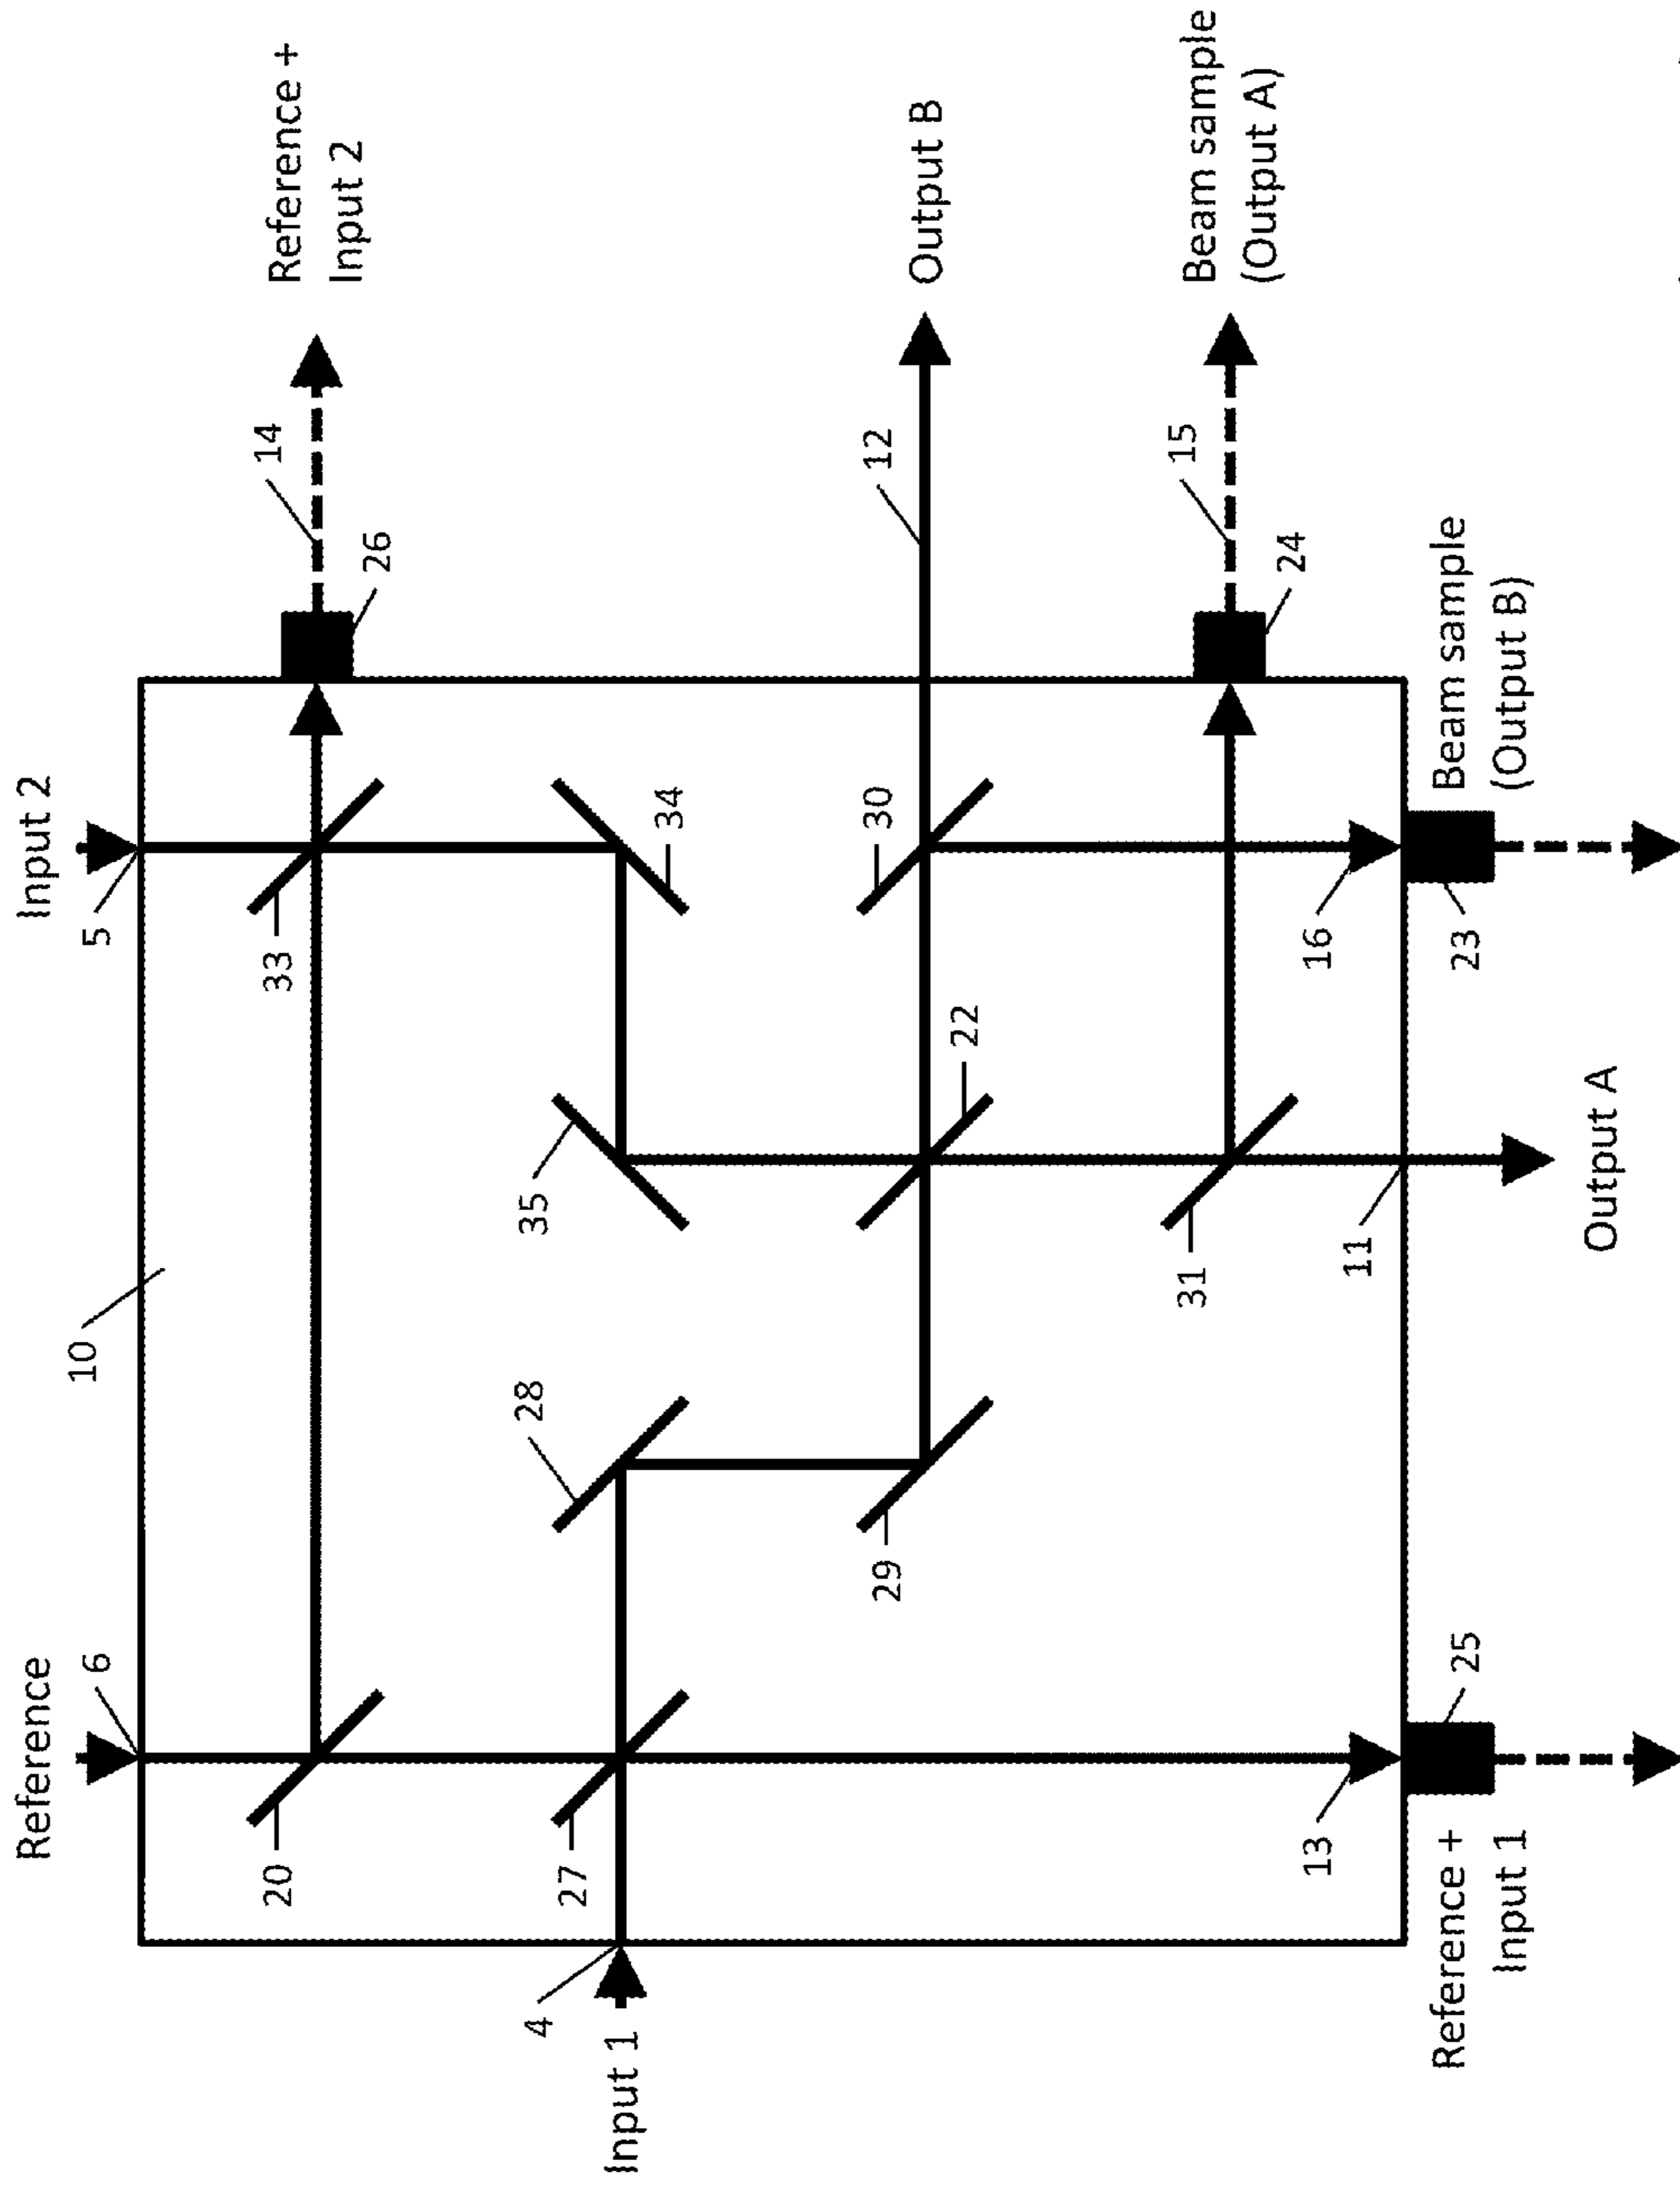 Reference
Input 2
10
6
5
20
33
14
Reference +
Input 2
26
28
35
4
27
Input 1
34
29
30
12
Output B
22
31
15
Beam sample
(Output A)
24
13
16
11
Reference +
Input 1
25
23
Beam sample
(Output B)
Output A